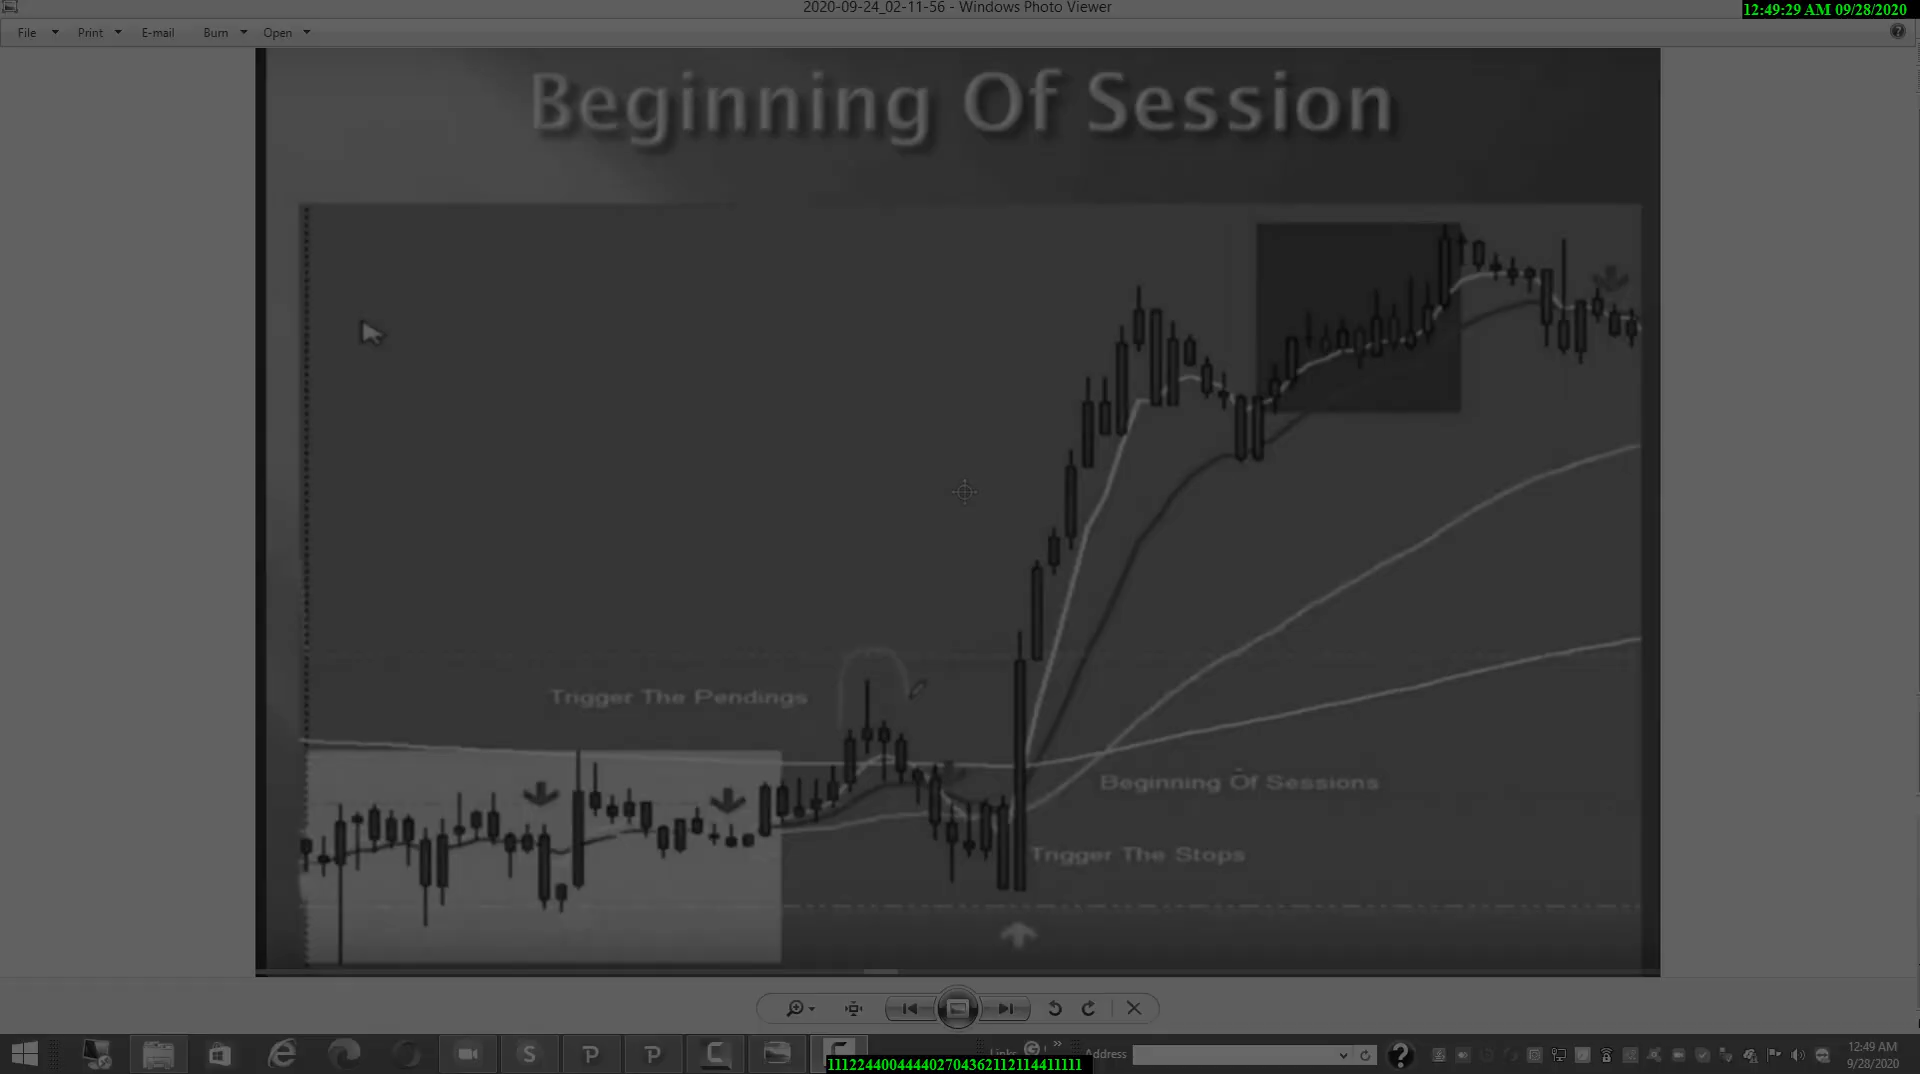 2020-09-24_02-11-56 - Windows Photo Viewer
12:49:29 AM 09/28/2020
File Print E-mail Burn Open
Beginning Of Session
Trigger The Pendings
Beginning Of Sessions
Trigger The Stops
Links Address
12:49 AM
9/28/2020